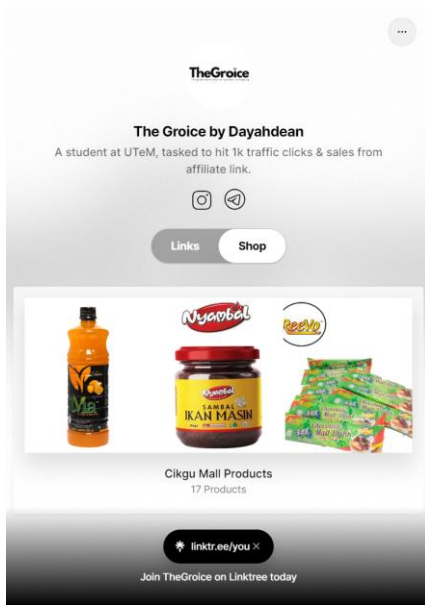 ...
TheGroice
The Groice by Dayahdean
A student at UTeM, tasked to hit 1k traffic clicks & sales from
affiliate link.
Links
Shop
Nyambal
ReeVo
Via
Nyambal
SAMBAL
IKAN MASIN
Cikgu Mall Products
17 Products
linktr.ee/you ×
Join TheGroice on Linktree today